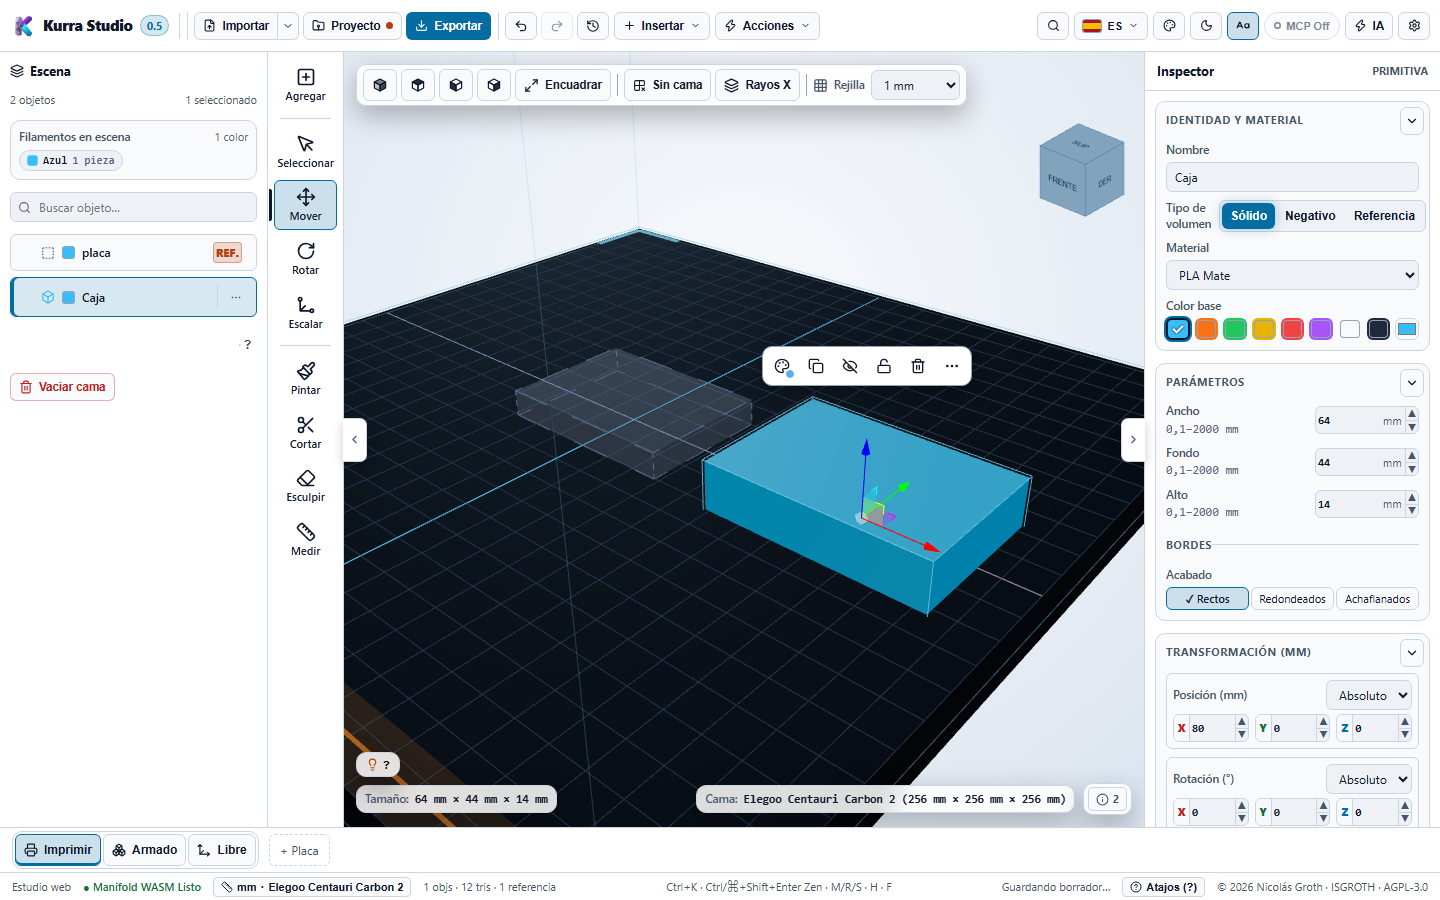 Kurra Studio 0.5 Importar Proyecto Exportar Insertar Acciones ES Aa MCP Off IA
Escena
2 objetos 1 seleccionado
Filamentos en escena 1 color
Azul 1 pieza
Buscar objeto...
placa REF.
Caja ...
· ?
Vaciar cama
Agregar
Seleccionar
Mover
Rotar
Escalar
Pintar
Cortar
Esculpir
Medir
Encuadrar Sin cama Rayos X Rejilla 1 mm
SUP
FRENTE DER
?
Tamaño: 64 mm × 44 mm × 14 mm
Cama: Elegoo Centauri Carbon 2 (256 mm × 256 mm × 256 mm)
2
Inspector PRIMITIVA
IDENTIDAD Y MATERIAL
Nombre
Caja
Tipo de volumen Sólido Negativo Referencia
Material
PLA Mate
Color base
PARÁMETROS
Ancho
0,1–2000 mm
64 mm
Fondo
0,1–2000 mm
44 mm
Alto
0,1–2000 mm
14 mm
BORDES
Acabado
✓ Rectos Redondeados Achaflanados
TRANSFORMACIÓN (MM)
Posición (mm) Absoluto
X 80 Y 0 Z 0
Rotación (°) Absoluto
X 0 Y 0 Z 0
Imprimir Armado Libre + Placa
Estudio web ● Manifold WASM Listo mm · Elegoo Centauri Carbon 2 1 objs · 12 tris · 1 referencia Ctrl+K · Ctrl/⌘+Shift+Enter Zen · M/R/S · H · F Guardando borrador... Atajos (?) © 2026 Nicolás Groth · ISGROTH · AGPL-3.0